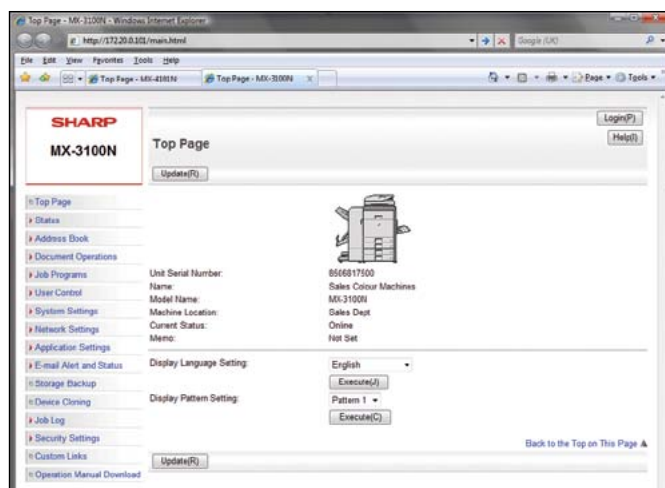 Top Page - MX-3100N - Windows Internet Explorer
http://172.20.0.101/main.html
Google (UK)
File Edit View Favorites Tools Help
Top Page - MX-4101N
Top Page - MX-3100N
Page
Tools
SHARP
MX-3100N
Top Page
Login(P)
Help(I)
Update(R)
Top Page
Status
Address Book
Document Operations
Job Programs
User Control
System Settings
Network Settings
Application Settings
E-mail Alert and Status
Storage Backup
Device Cloning
Job Log
Security Settings
Custom Links
Operation Manual Download
Unit Serial Number: 8506817500
Name: Sales Colour Machines
Model Name: MX-3100N
Machine Location: Sales Dept
Current Status: Online
Memo: Not Set
Display Language Setting: English
Execute(J)
Display Pattern Setting: Pattern 1
Execute(C)
Back to the Top on This Page
Update(R)